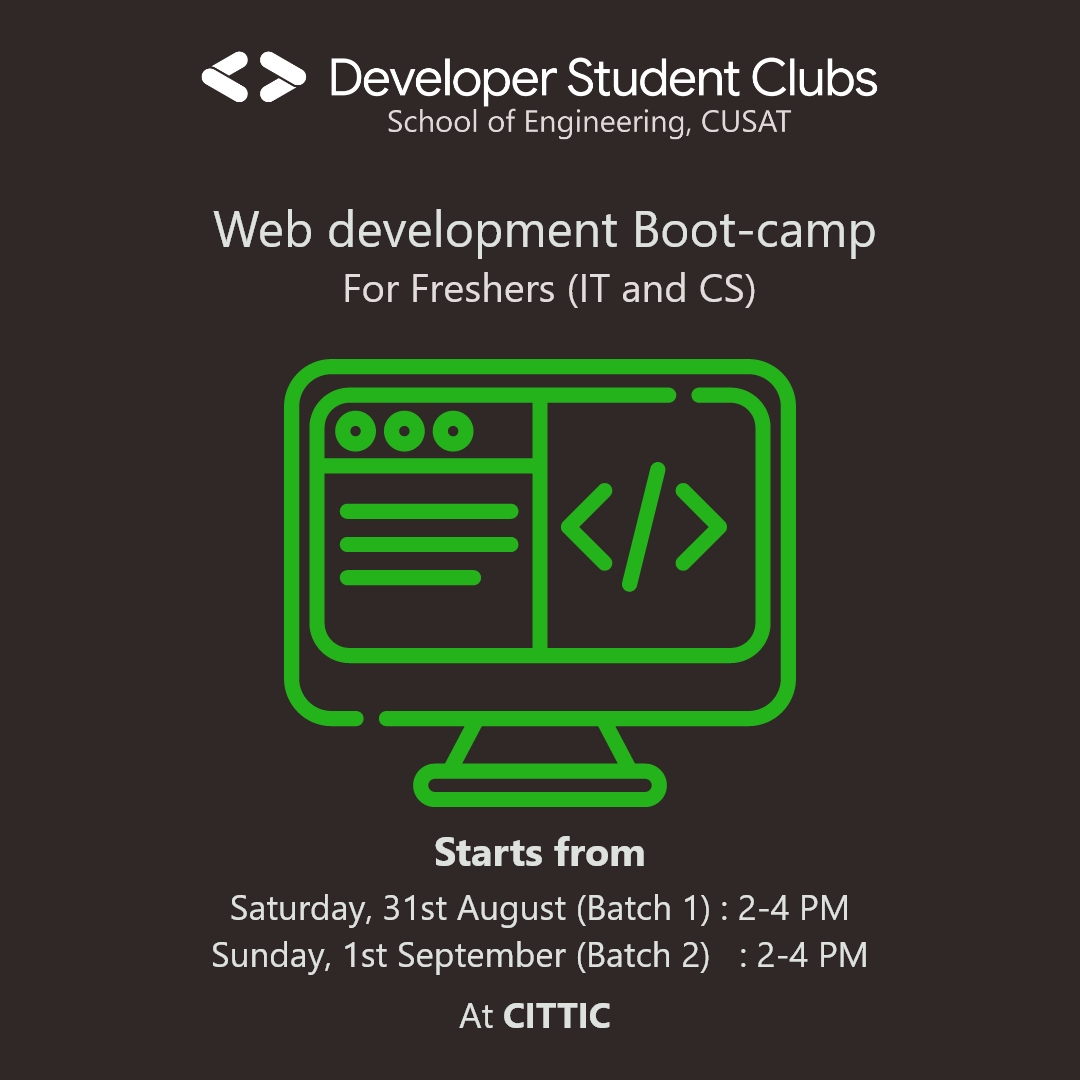 Developer Student Clubs
School of Engineering, CUSAT
Web development Boot-camp
For Freshers (IT and CS)
</>
Starts from
Saturday, 31st August (Batch 1) : 2-4 PM
Sunday, 1st September (Batch 2) : 2-4 PM
At CITTIC